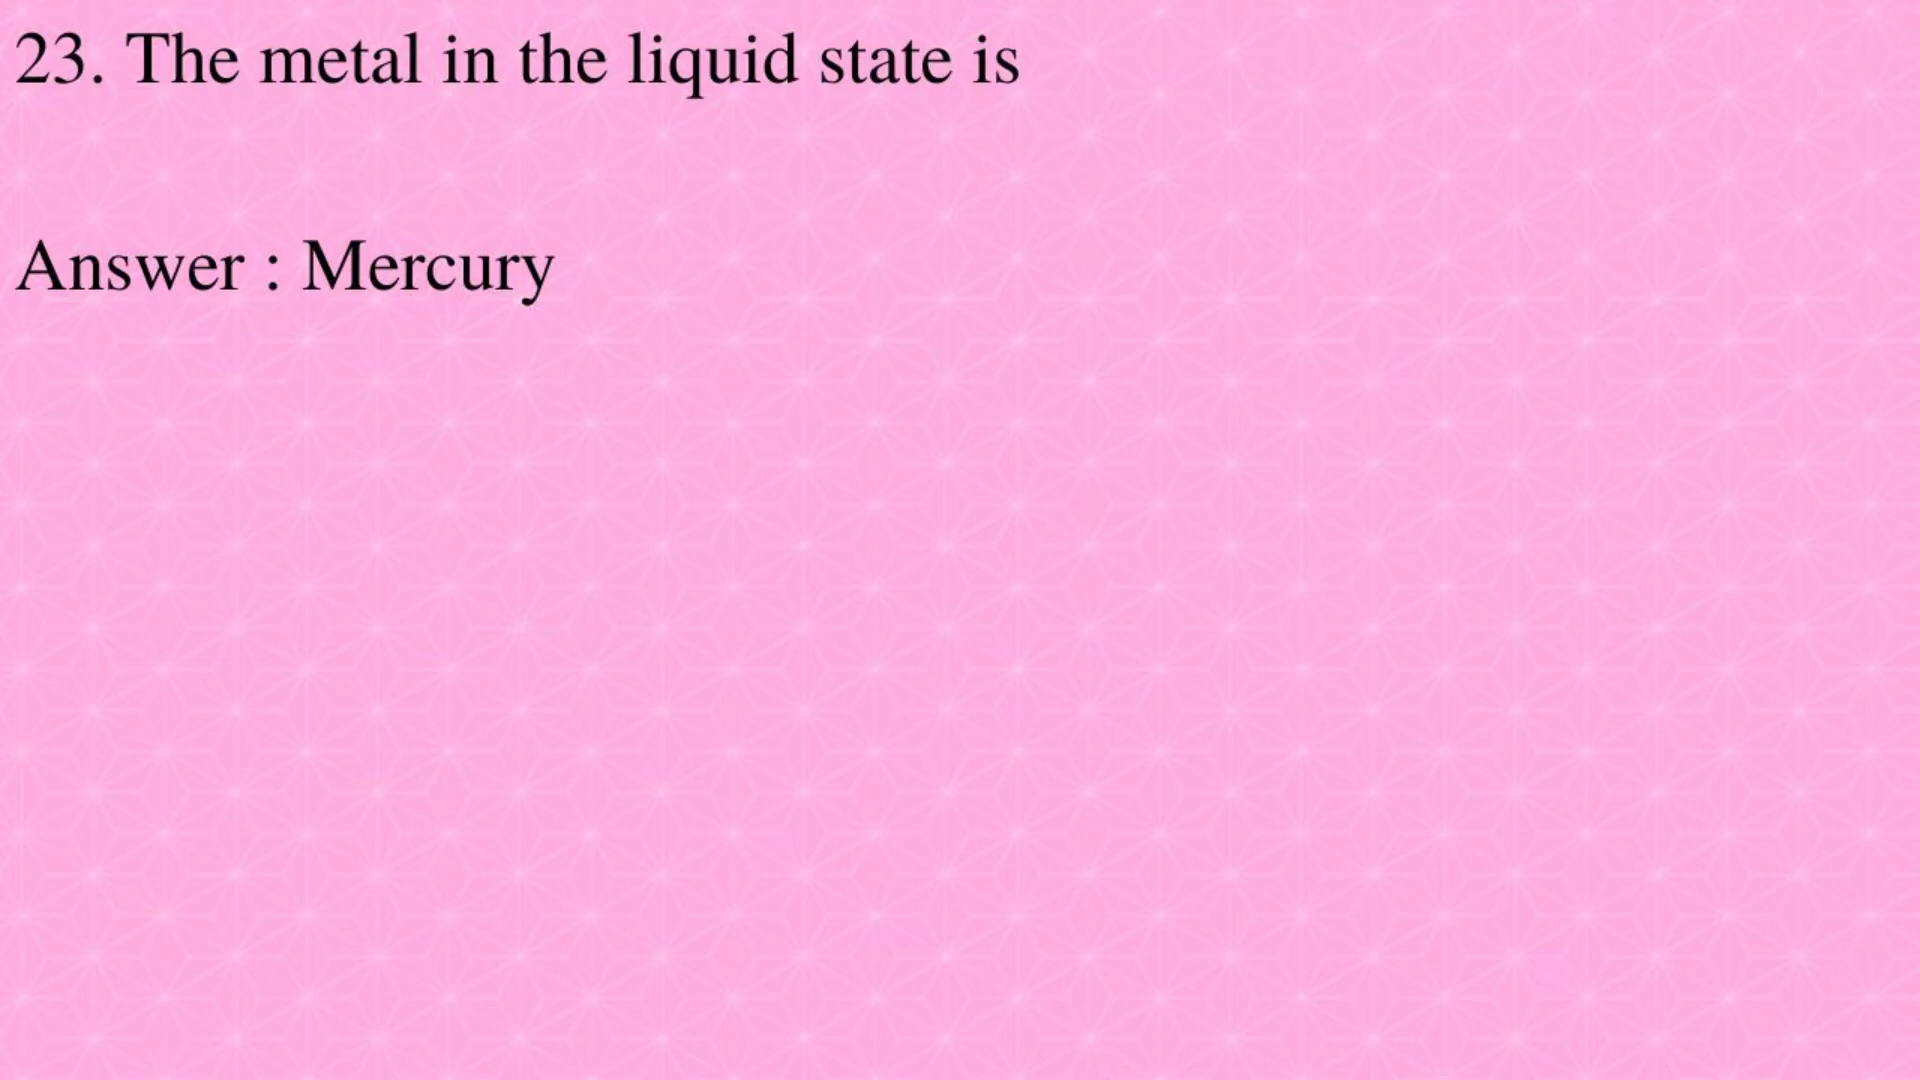 23. The metal in the liquid state is
Answer : Mercury